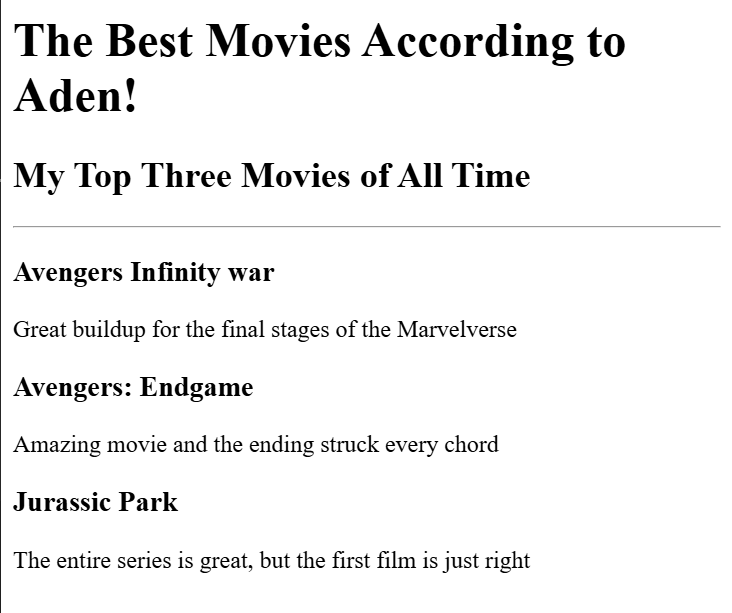 The Best Movies According to
Aden!
My Top Three Movies of All Time
Avengers Infinity war
Great buildup for the final stages of the Marvelverse
Avengers: Endgame
Amazing movie and the ending struck every chord
Jurassic Park
The entire series is great, but the first film is just right